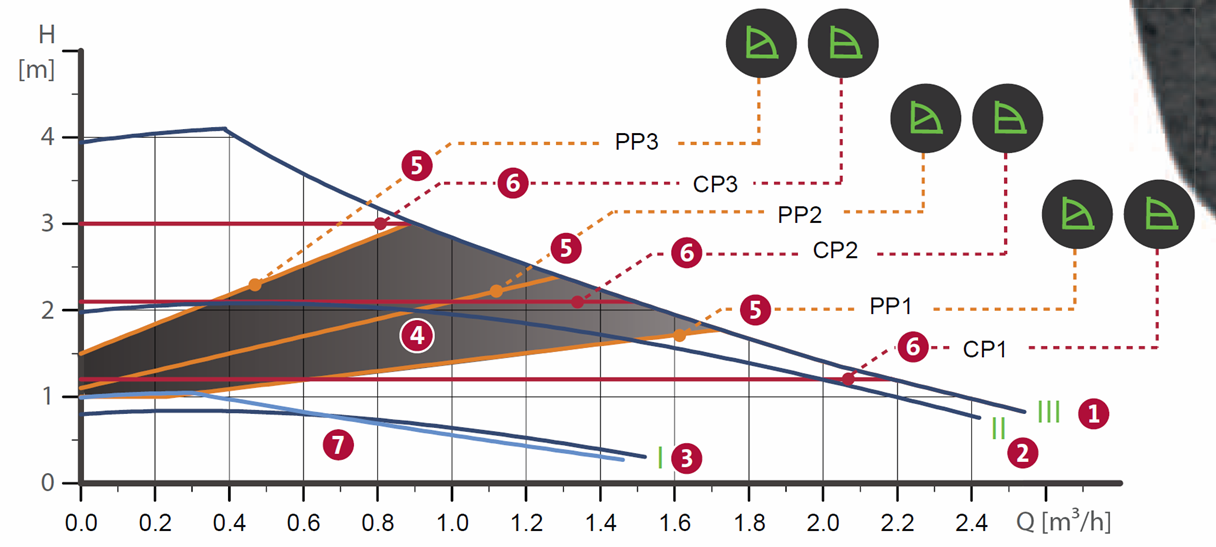 H
[m]
4
3
2
1
0
0.0 0.2 0.4 0.6 0.8 1.0 1.2 1.4 1.6 1.8 2.0 2.2 2.4 Q [m³/h]
5 PP3
6 CP3
5 PP2
6 CP2
5 PP1
6 CP1
4
7
III 1
II 2
I 3